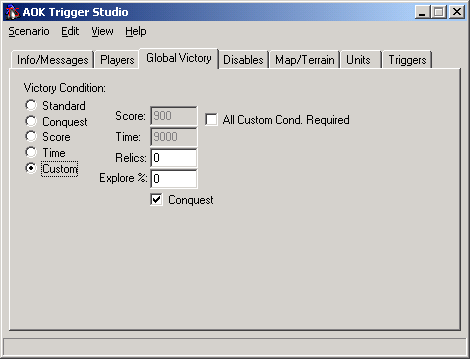 AOK Trigger Studio
Scenario Edit View Help
Info/Messages Players Global Victory Disables Map/Terrain Units Triggers
Victory Condition:
Standard
Conquest
Score
Time
Custom
Score: 900
Time: 9000
Relics: 0
Explore %: 0
Conquest
All Custom Cond. Required